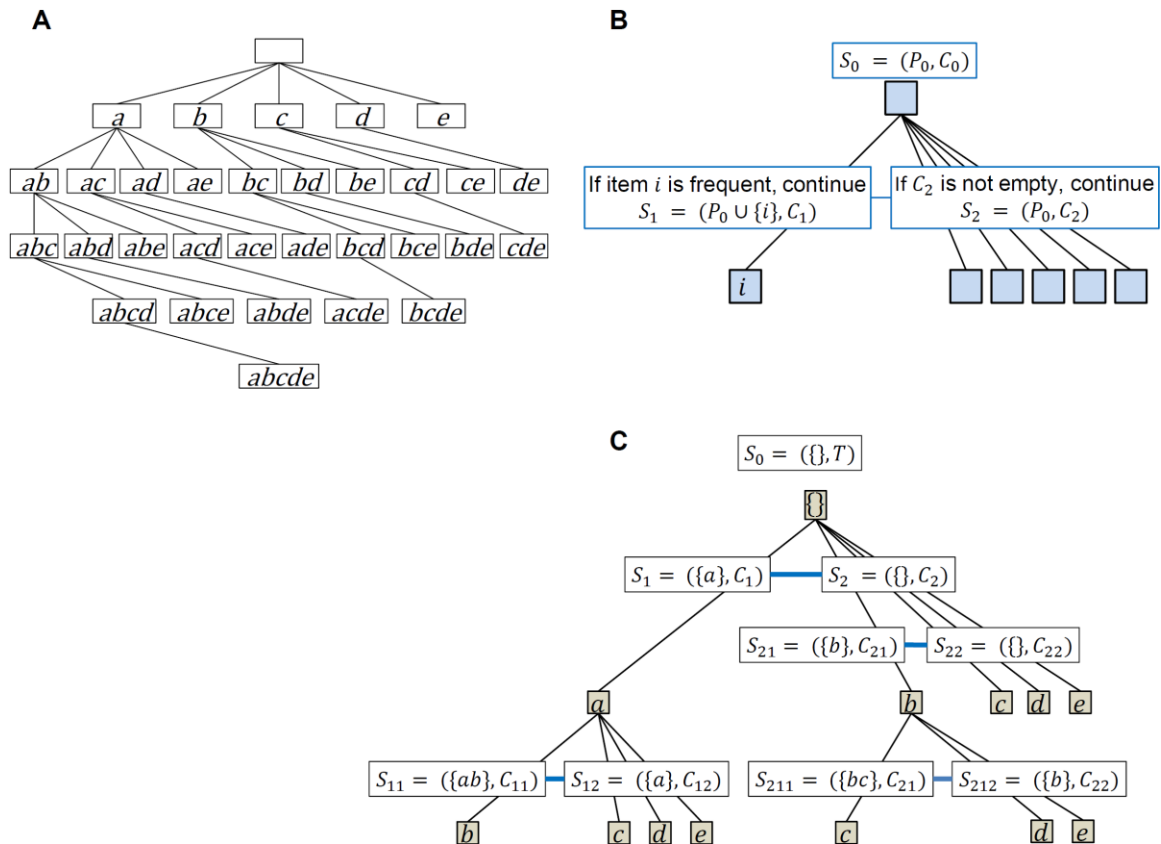 A
a b c d e
ab ac ad ae bc bd be cd ce de
abc abd abe acd ace ade bcd bce bde cde
abcd abce abde acde bcde
abcde
B
S₀ = (P₀, C₀)
If item i is frequent, continue
S₁ = (P₀ ∪ {i}, C₁)
If C₂ is not empty, continue
S₂ = (P₀, C₂)
i
C
S₀ = ({}, T)
{}
S₁ = ({a}, C₁)
S₂ = ({}, C₂)
S₂₁ = ({b}, C₂₁)
S₂₂ = ({}, C₂₂)
a b c d e
S₁₁ = ({ab}, C₁₁)
S₁₂ = ({a}, C₁₂)
S₂₁₁ = ({bc}, C₂₁)
S₂₁₂ = ({b}, C₂₂)
b c d e c d e